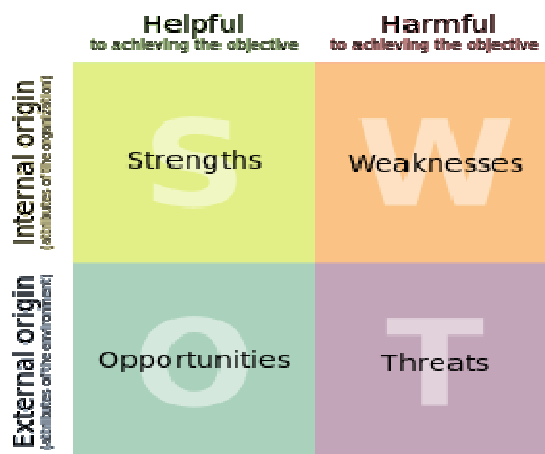 Helpful
to achieving the objective
Harmful
to achieving the objective
Internal origin
(attributes of the organization)
S
Strengths
W
Weaknesses
External origin
(attributes of the environment)
O
Opportunities
T
Threats